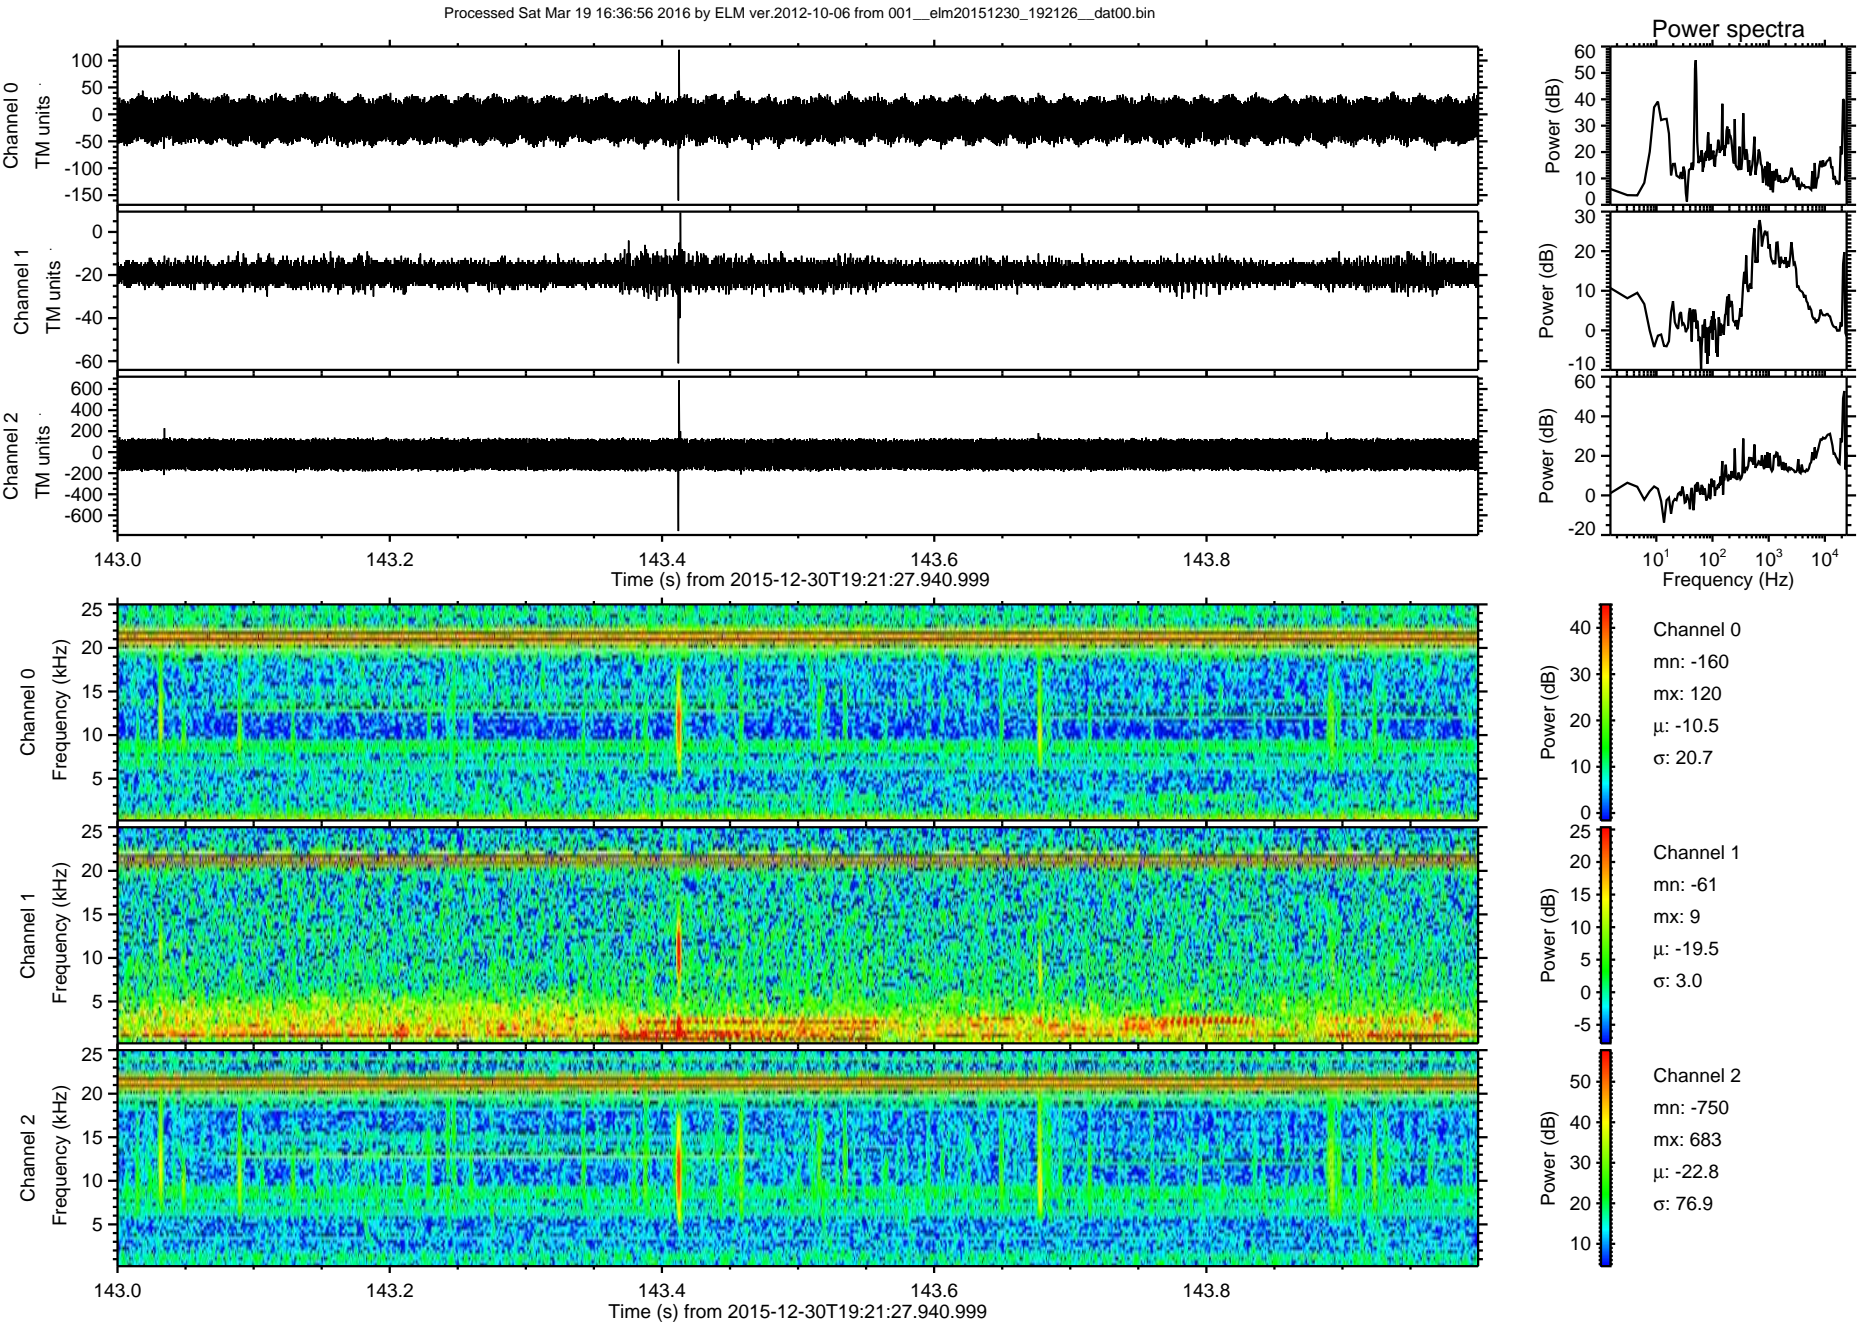 Processed Sat Mar 19 16:36:56 2016 by ELM ver.2012-10-06 from 001__elm20151230_192126__dat00.bin
Power spectra
Channel 0
TM units
100
50
0
-50
-100
-150
Power (dB)
60
50
40
30
20
10
0
Channel 1
TM units
0
-20
-40
-60
Power (dB)
30
20
10
0
-10
Channel 2
TM units
600
400
200
0
-200
-400
-600
Power (dB)
60
40
20
0
-20
143.0 143.2 143.4 143.6 143.8
Time (s) from 2015-12-30T19:21:27.940.999
10^1 10^2 10^3 10^4
Frequency (Hz)
Channel 0
Frequency (kHz)
25
20
15
10
5
Power (dB)
40
30
20
10
0
Channel 0
mn: -160
mx: 120
μ: -10.5
σ: 20.7
Channel 1
Frequency (kHz)
25
20
15
10
5
Power (dB)
25
20
15
10
5
0
-5
Channel 1
mn: -61
mx: 9
μ: -19.5
σ: 3.0
Channel 2
Frequency (kHz)
25
20
15
10
5
Power (dB)
50
40
30
20
10
Channel 2
mn: -750
mx: 683
μ: -22.8
σ: 76.9
143.0 143.2 143.4 143.6 143.8
Time (s) from 2015-12-30T19:21:27.940.999